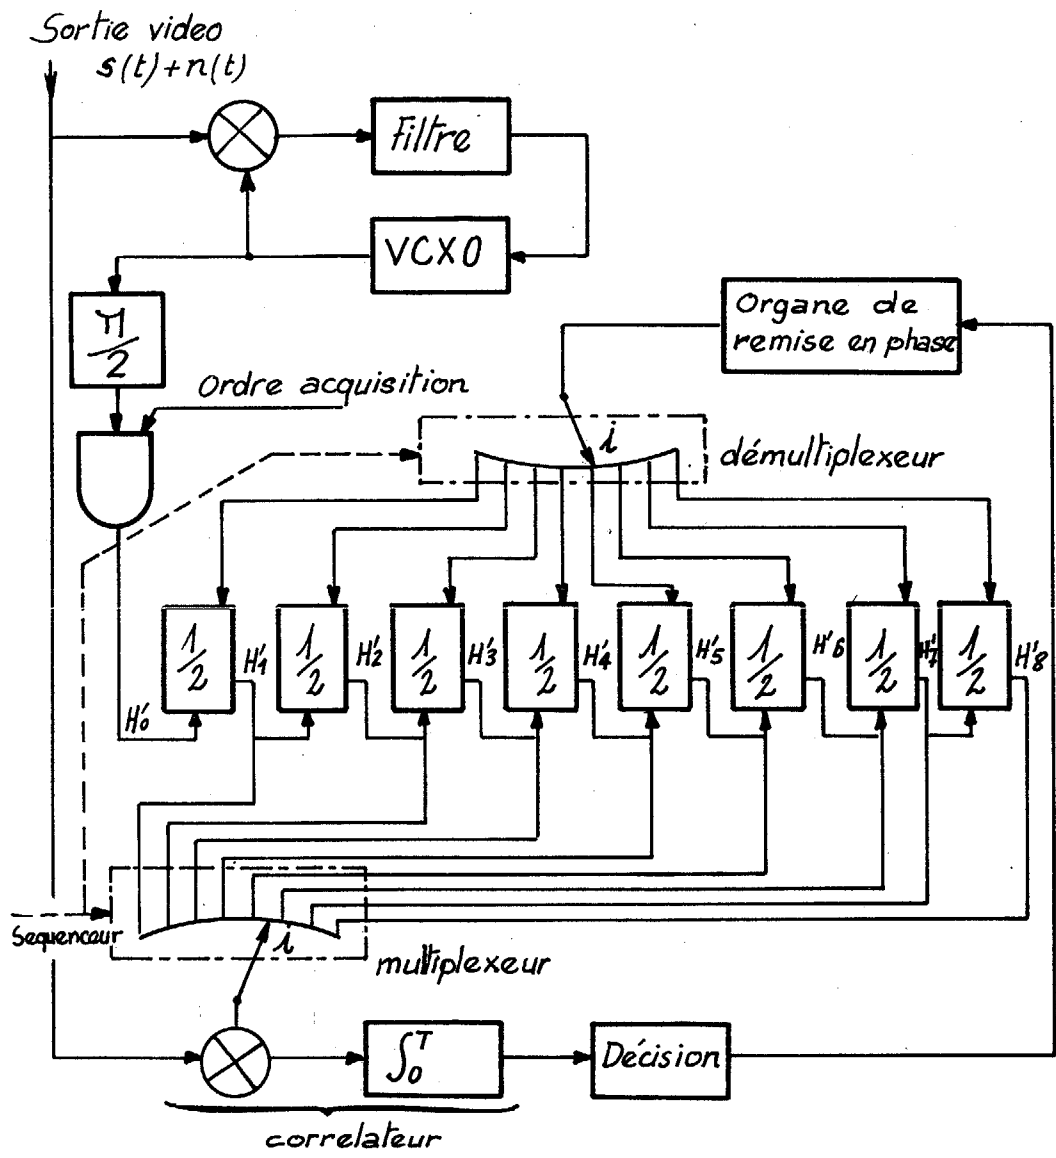 Sortie video
s(t)+n(t)
Filtre
VCXO
π/2
Ordre acquisition
Organe de
remise en phase
i
démultiplexeur
1/2 1/2 1/2 1/2 1/2 1/2 1/2 1/2
H'0 H'1 H'2 H'3 H'4 H'5 H'6 H'7 H'8
Sequenceur
i
multiplexeur
∫₀ᵀ
Décision
correlateur